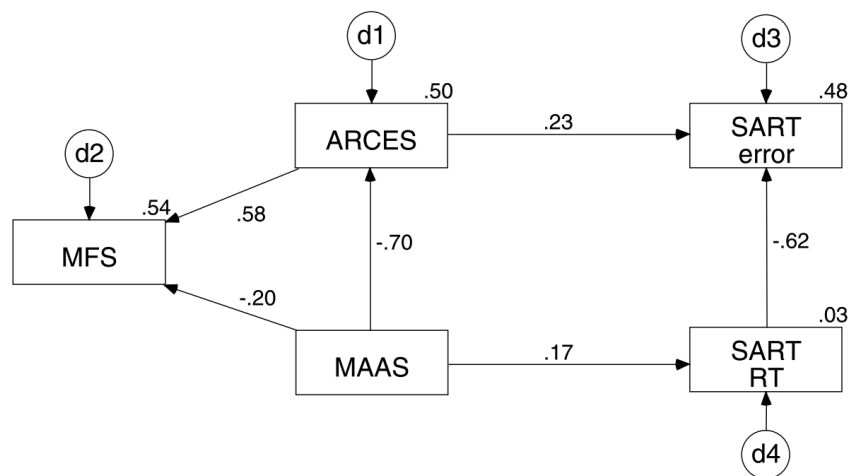 d1
d3
.50
.48
ARCES
.23
SART
error
d2
.54
.58
MFS
-.70
-.62
-.20
.03
MAAS
.17
SART
RT
d4